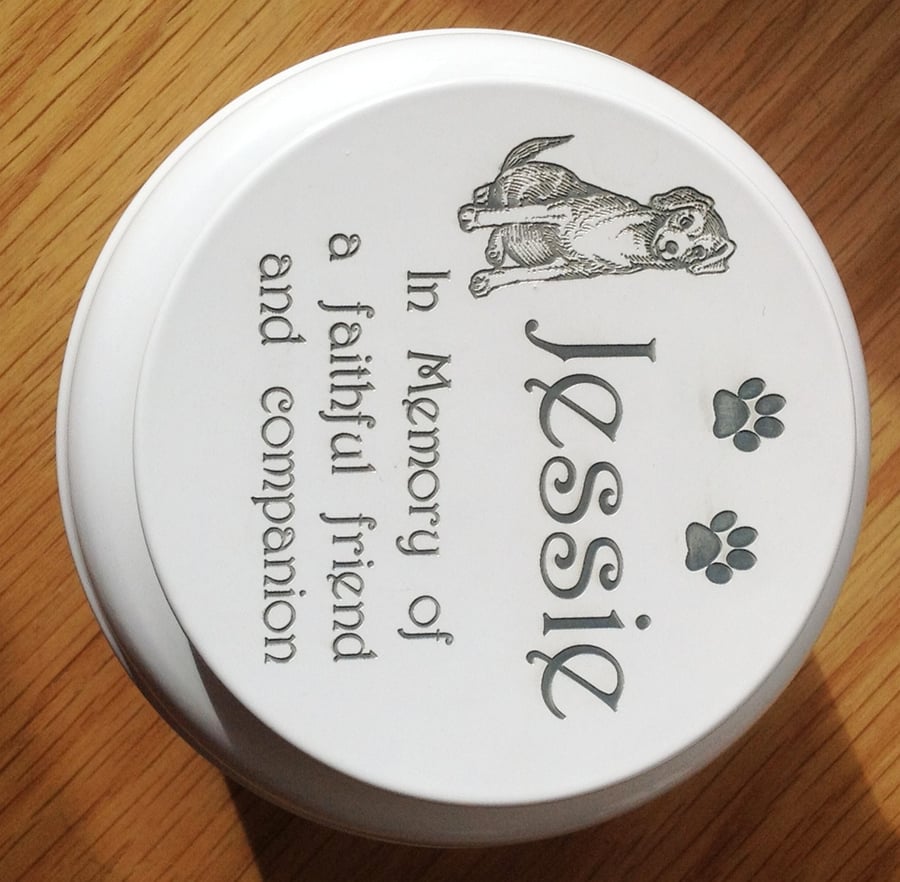 Jessie
In Memory of
a faithful friend
and companion